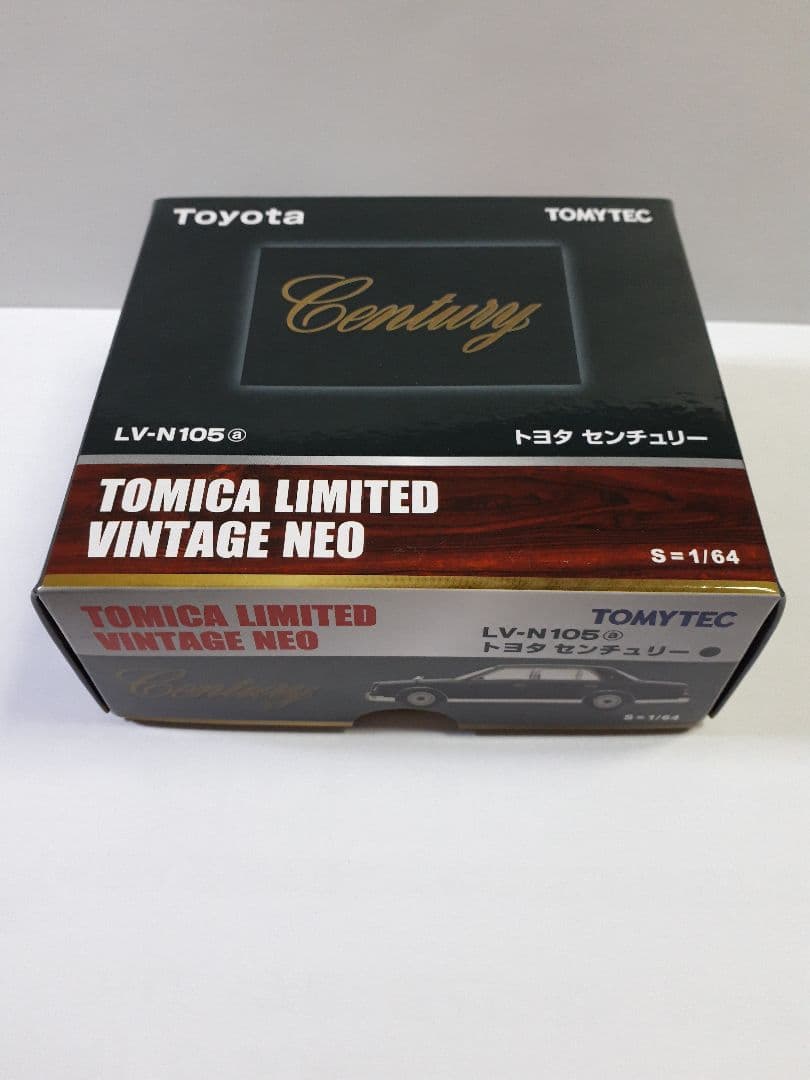 Toyota
TOMYTEC
Century
LV-N105ⓐ
トヨタ センチュリー
TOMICA LIMITED
VINTAGE NEO
S=1/64
TOMICA LIMITED
VINTAGE NEO
TOMYTEC
LV-N105ⓐ
トヨタ センチュリー
Century
S=1/64